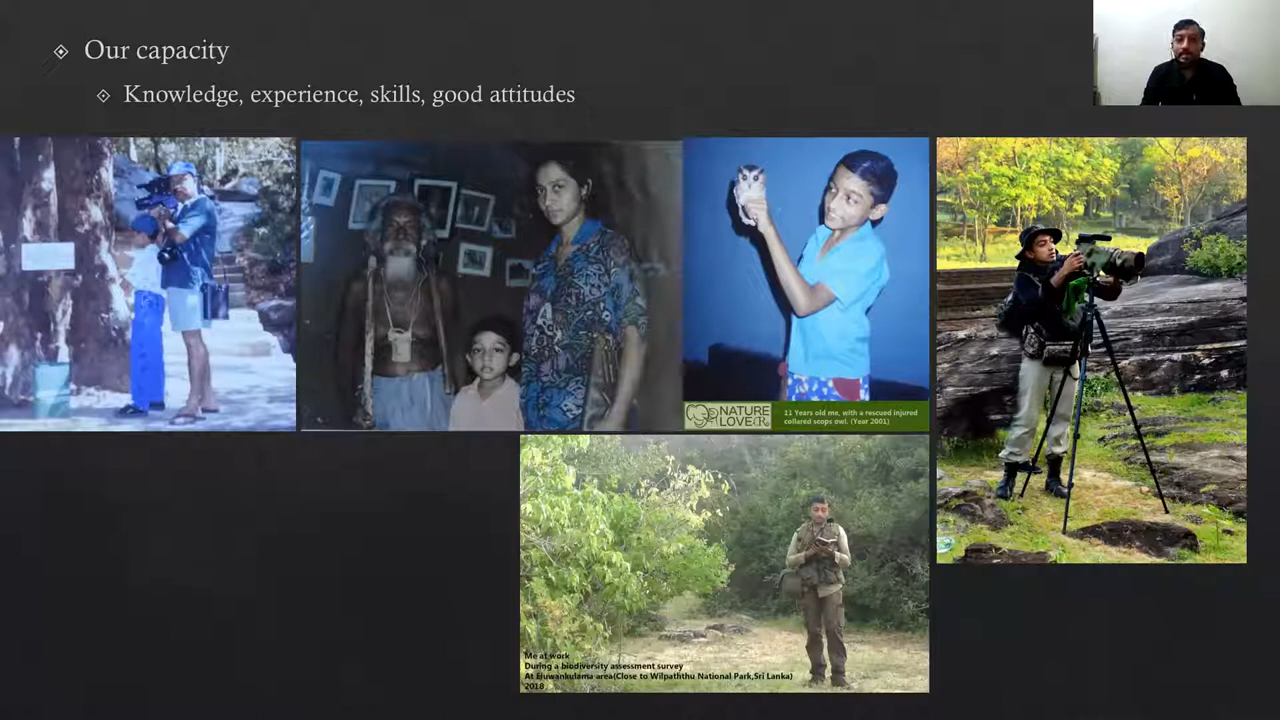 Our capacity
Knowledge, experience, skills, good attitudes
NATURE
LOVER
11 Years old me, with a rescued injured
collared scops owl. (Year 2001)
Me at work
During a biodiversity assessment survey
At Eluwankulama area(Close to Wilpaththu National Park,Sri Lanka)
2018